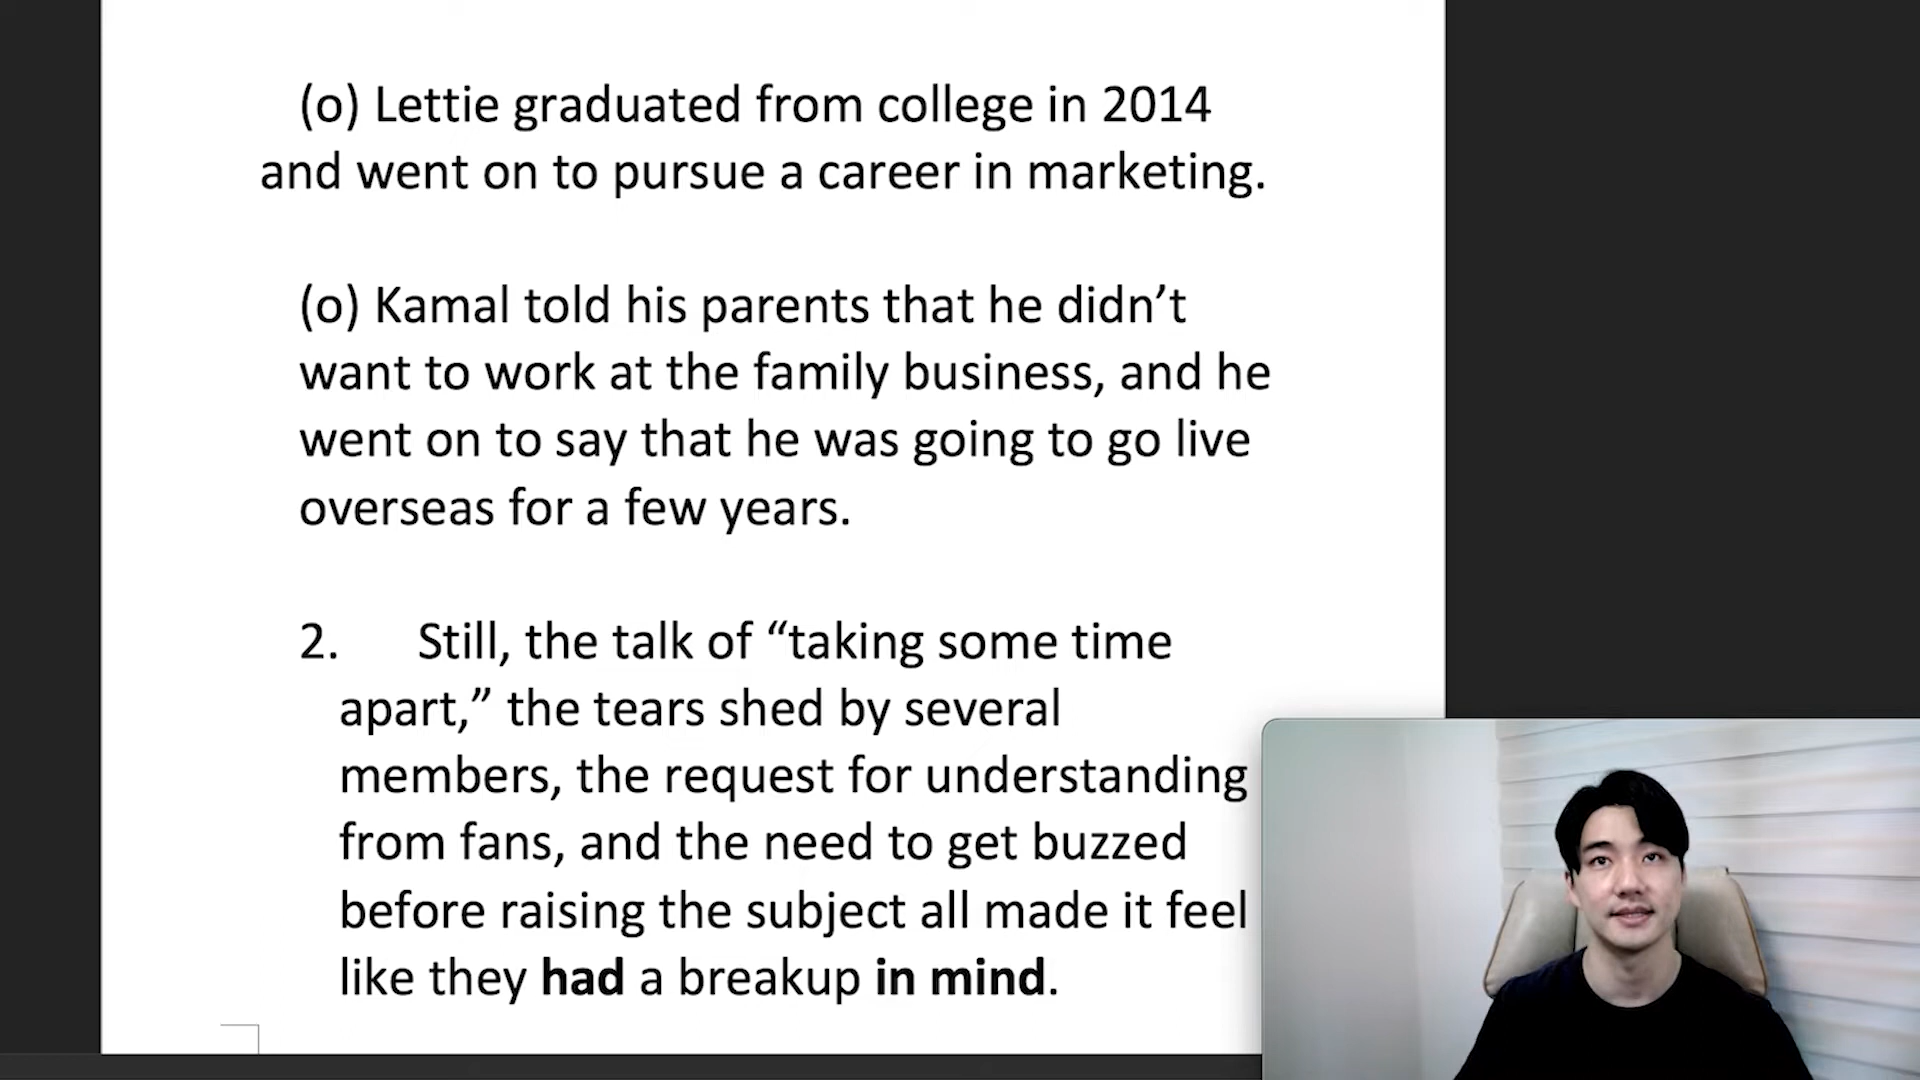 (o) Lettie graduated from college in 2014
and went on to pursue a career in marketing.
(o) Kamal told his parents that he didn’t
want to work at the family business, and he
went on to say that he was going to go live
overseas for a few years.
2. Still, the talk of “taking some time
apart,” the tears shed by several
members, the request for understanding
from fans, and the need to get buzzed
before raising the subject all made it feel
like they had a breakup in mind.